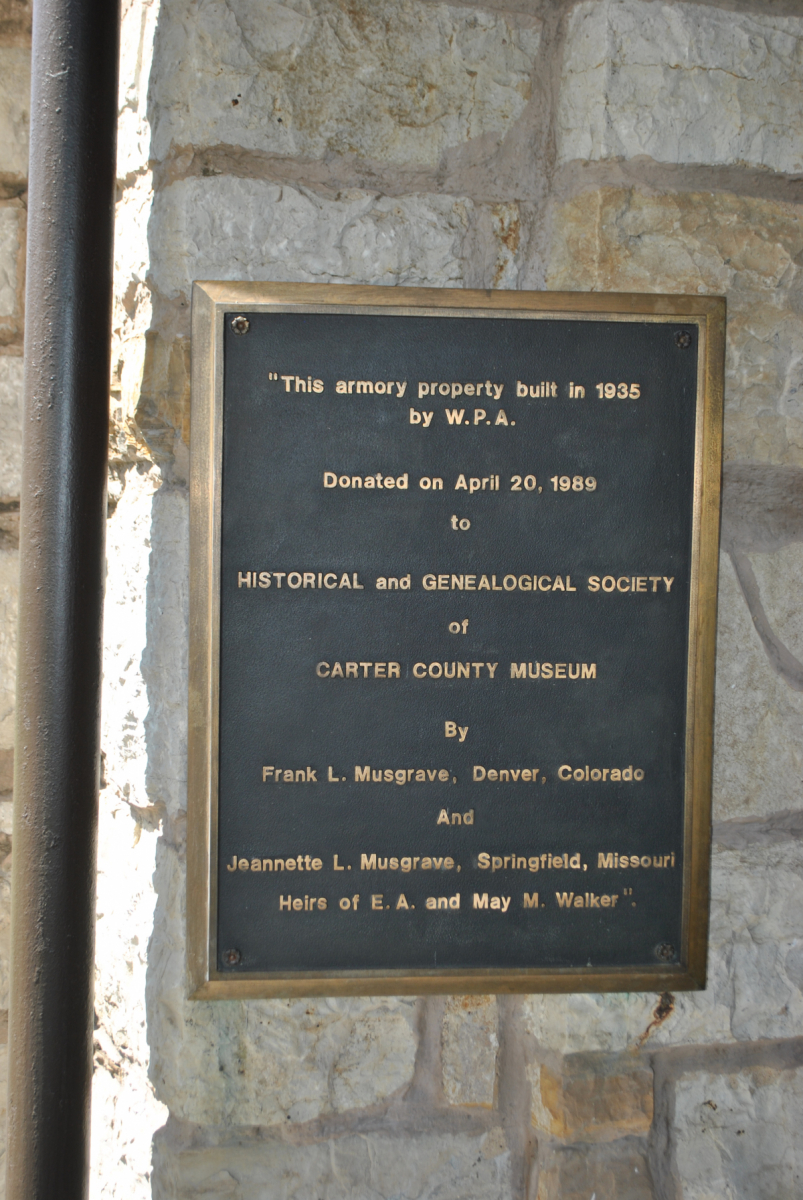 "This armory property built in 1935
by W.P.A.
Donated on April 20, 1989
to
HISTORICAL and GENEALOGICAL SOCIETY
of
CARTER COUNTY MUSEUM
By
Frank L. Musgrave, Denver, Colorado
And
Jeannette L. Musgrave, Springfield, Missouri
Heirs of E.A. and May M. Walker".